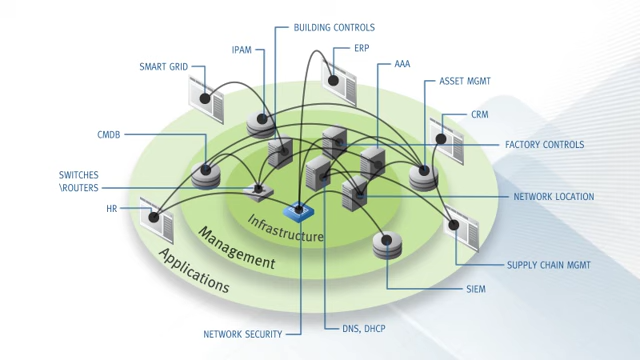 BUILDING CONTROLS
IPAM
ERP
SMART GRID
AAA
ASSET MGMT
CRM
CMDB
FACTORY CONTROLS
SWITCHES
\ROUTERS
NETWORK LOCATION
HR
Infrastructure
Management
Applications
SUPPLY CHAIN MGMT
SIEM
NETWORK SECURITY
DNS, DHCP